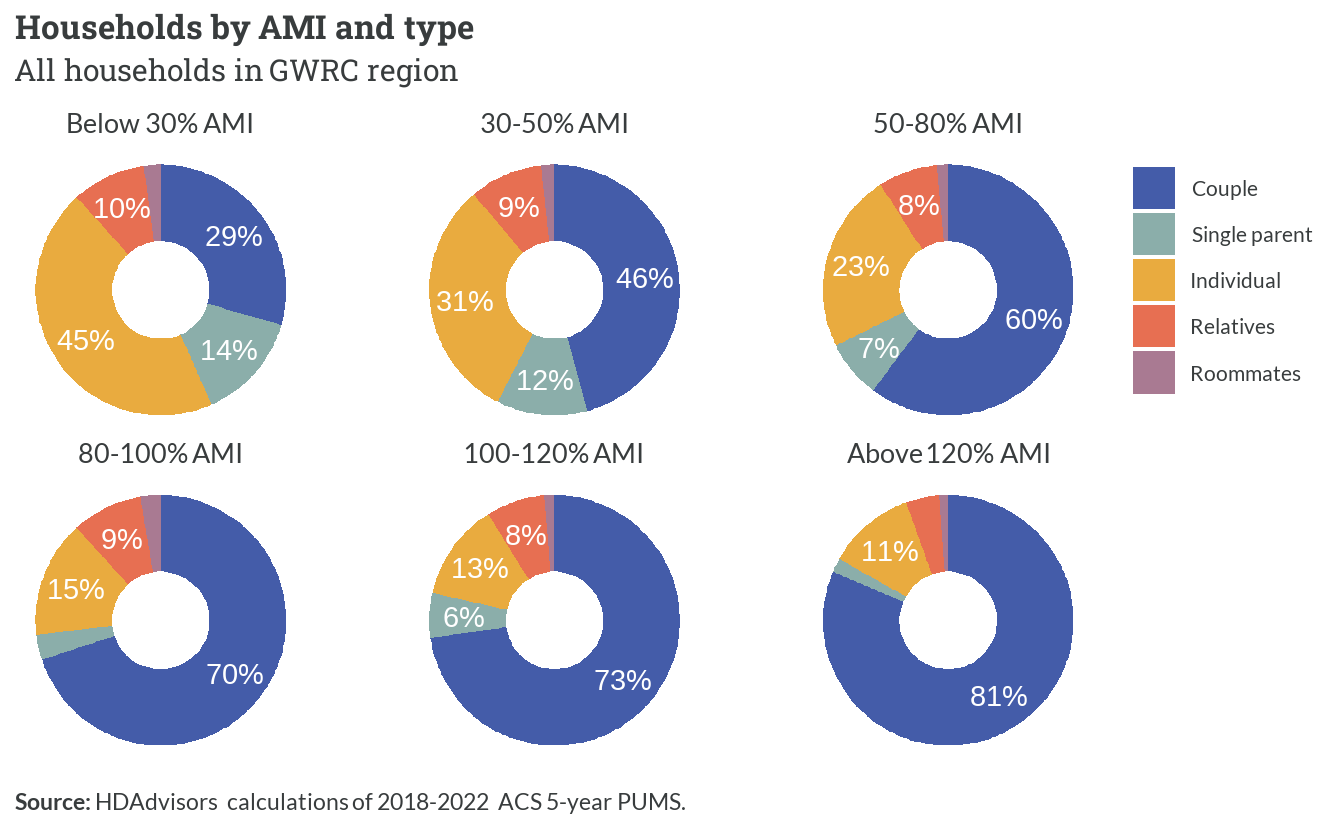 Households by AMI and type
All households in GWRC region
Below 30% AMI
10%
29%
45%
14%
30-50% AMI
9%
46%
31%
12%
50-80% AMI
8%
23%
60%
7%
Couple
Single parent
Individual
Relatives
Roommates
80-100% AMI
9%
15%
70%
100-120% AMI
8%
13%
6%
73%
Above 120% AMI
11%
81%
Source: HDAdvisors calculations of 2018-2022 ACS 5-year PUMS.